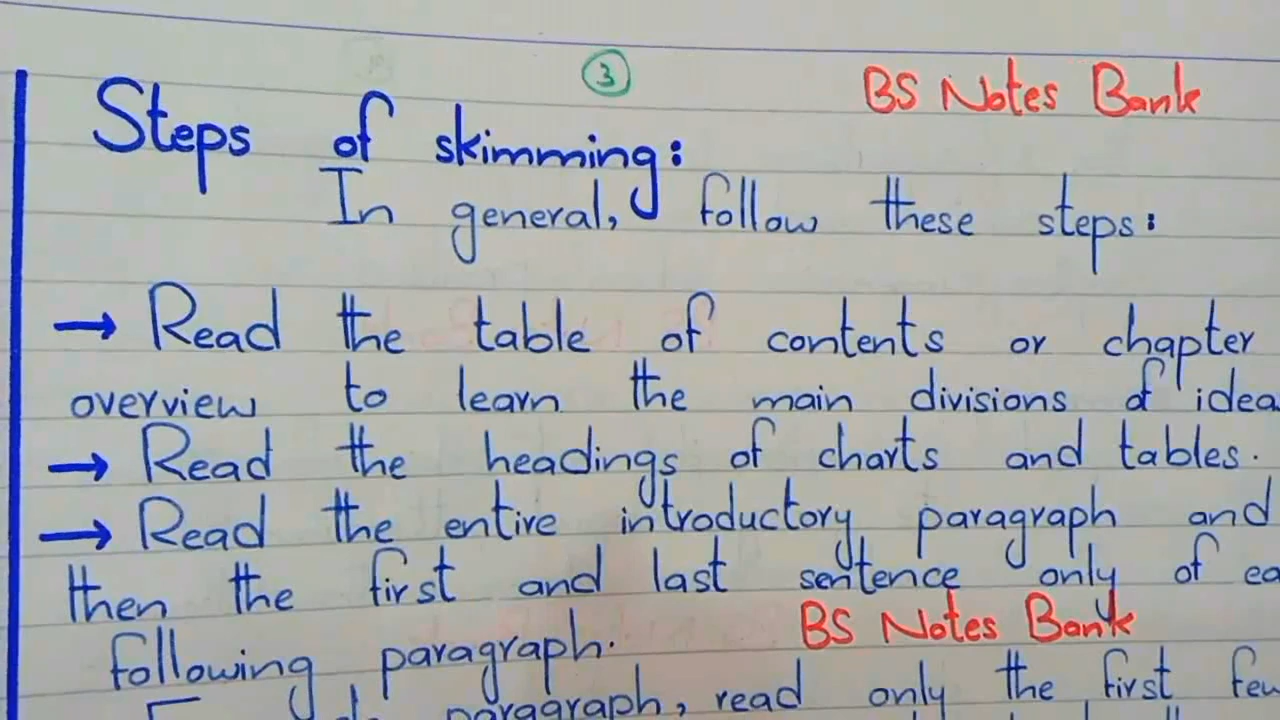 3
BS Notes Bank
Steps of skimming:
In general, follow these steps:
→ Read the table of contents or chapter
overview to learn the main divisions of idea
→ Read the headings of charts and tables.
→ Read the entire introductory paragraph and
then the first and last sentence only of ea
following paragraph.
BS Notes Bank
paragraph, read only the first few